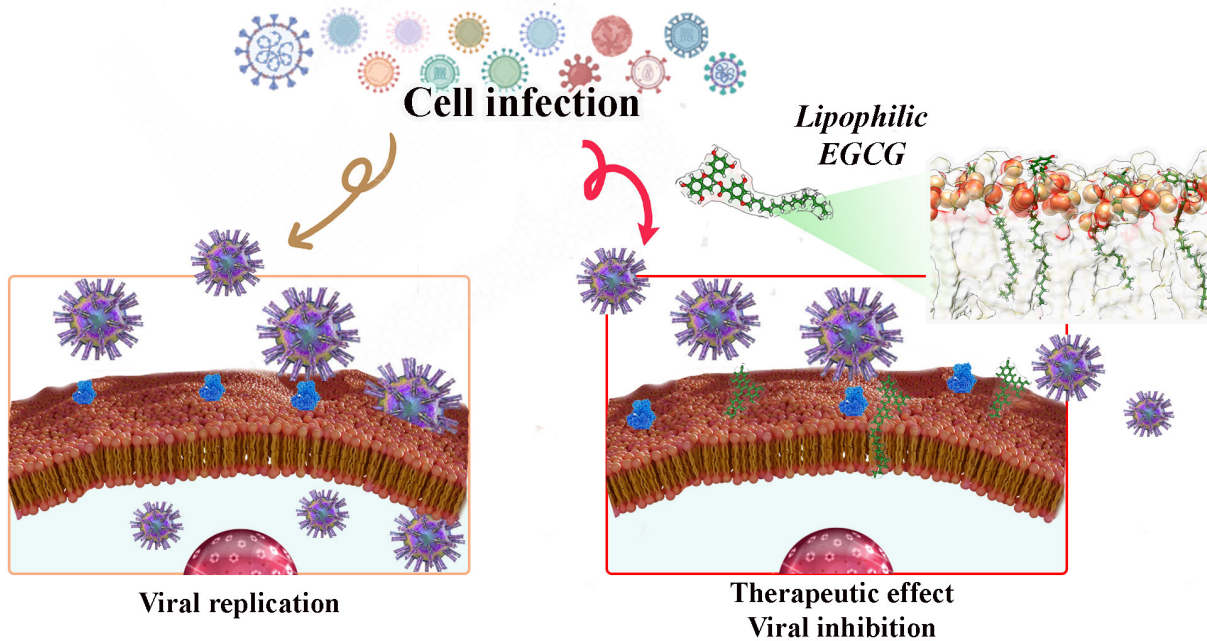 Cell infection
Lipophilic
EGCG
Viral replication
Therapeutic effect
Viral inhibition